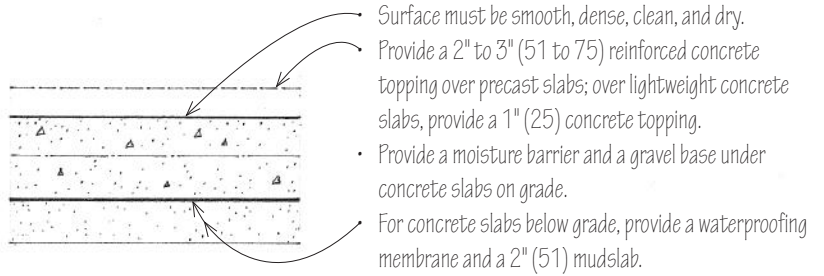 • Surface must be smooth, dense, clean, and dry.
• Provide a 2" to 3" (51 to 75) reinforced concrete
topping over precast slabs; over lightweight concrete
slabs, provide a 1" (25) concrete topping.
• Provide a moisture barrier and a gravel base under
concrete slabs on grade.
• For concrete slabs below grade, provide a waterproofing
membrane and a 2" (51) mudslab.